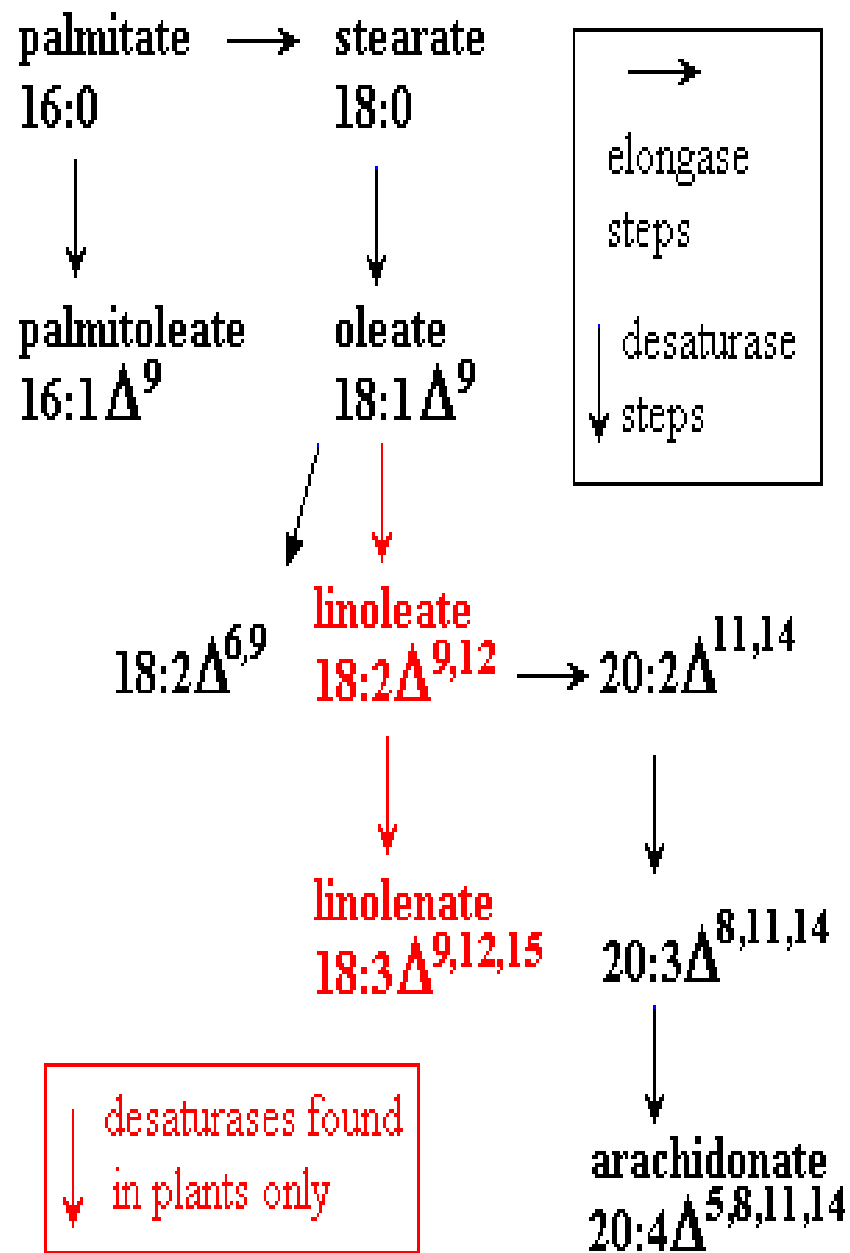 palmitate → stearate
16:0 18:0
→
elongase
steps
palmitoleate oleate
16:1Δ⁹ 18:1Δ⁹
desaturase
steps
linoleate
18:2Δ⁶,⁹ 18:2Δ⁹,¹² → 20:2Δ¹¹,¹⁴
linolenate
18:3Δ⁹,¹²,¹⁵ 20:3Δ⁸,¹¹,¹⁴
desaturases found
in plants only
arachidonate
20:4Δ⁵,⁸,¹¹,¹⁴